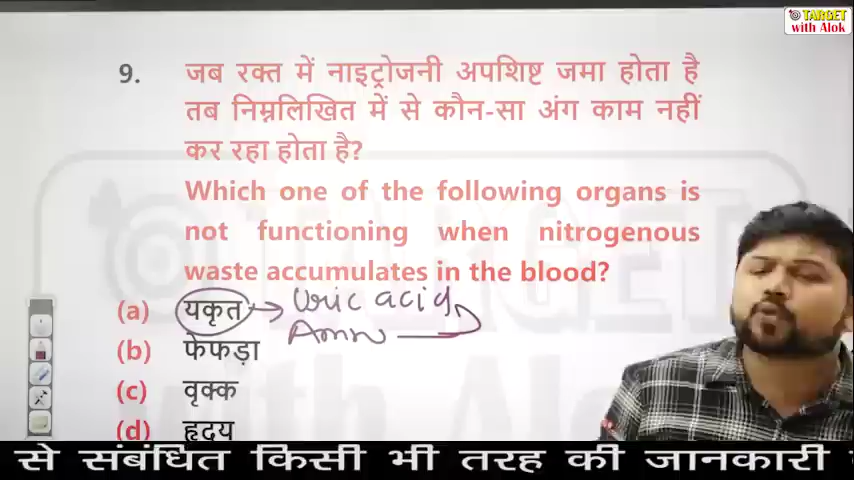 TARGET
with Alok
9. जब रक्त में नाइट्रोजनी अपशिष्ट जमा होता है
तब निम्नलिखित में से कौन-सा अंग काम नहीं
कर रहा होता है?
Which one of the following organs is
not functioning when nitrogenous
waste accumulates in the blood?
(a) यकृत → Uric acid
(b) फेफड़ा
(c) वृक्क
(d) हृदय
से संबंधित किसी भी तरह की जानकारी